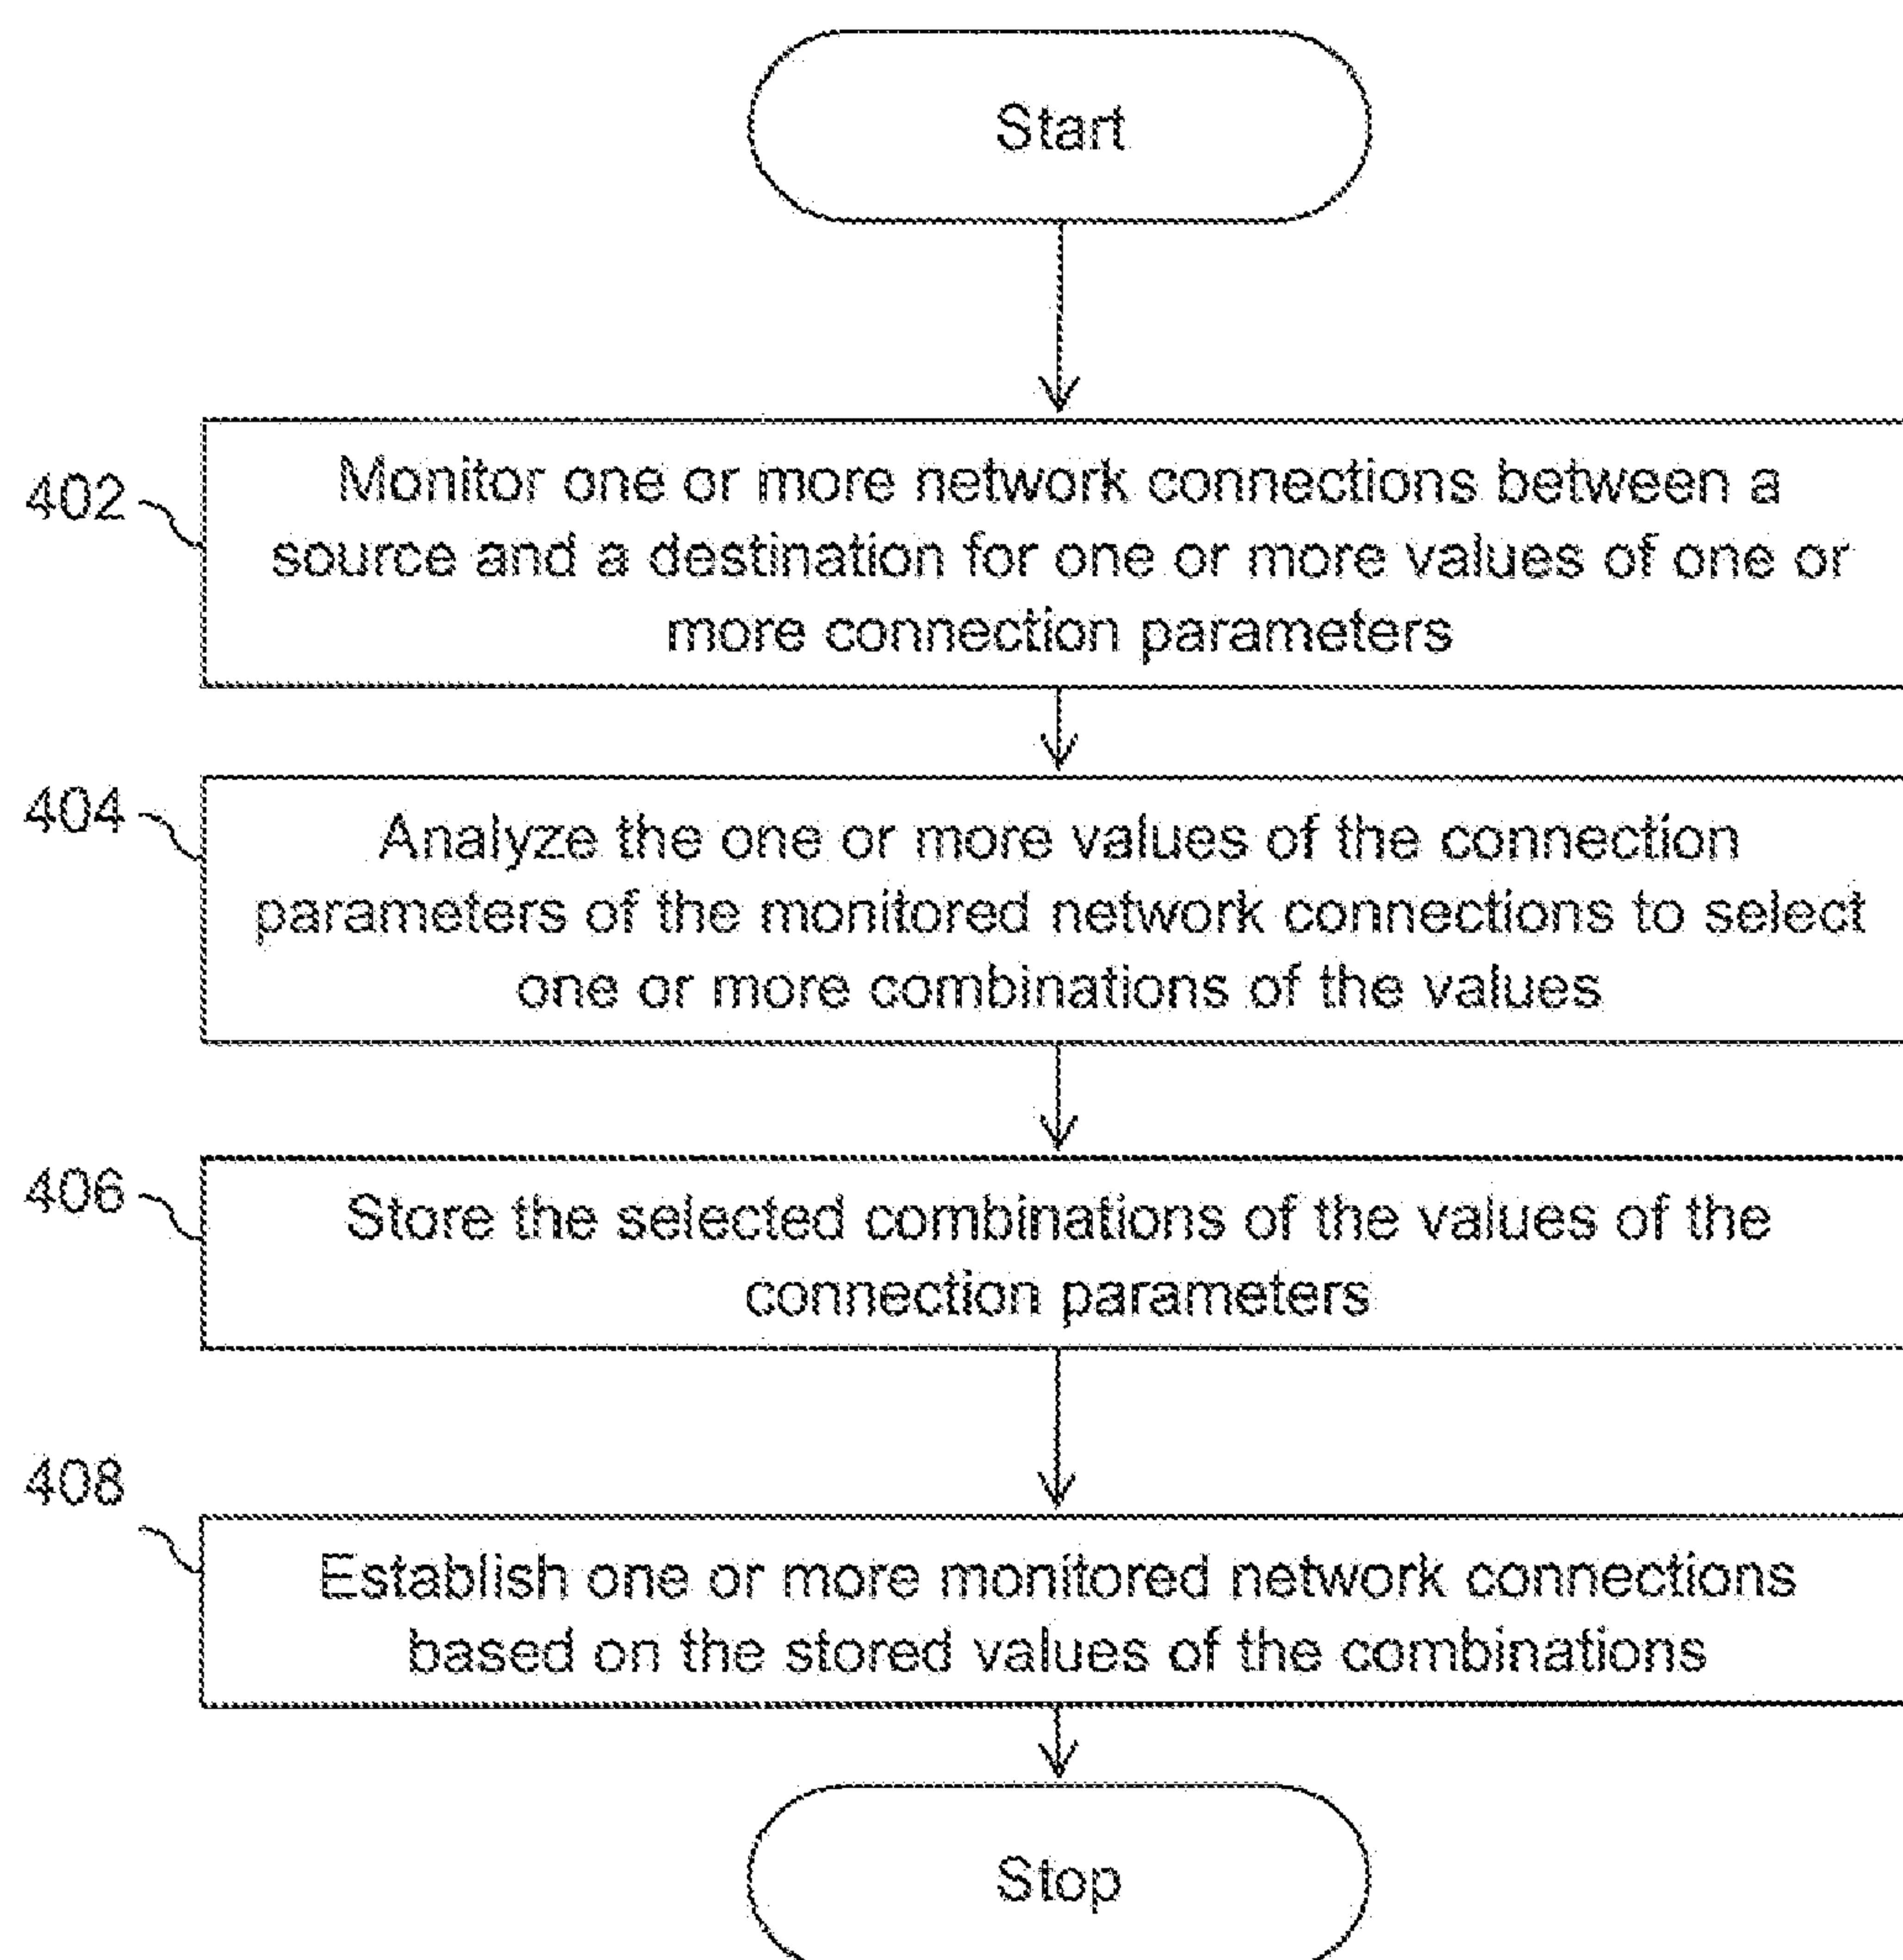 Start
402
Monitor one or more network connections between a
source and a destination for one or more values of one or
more connection parameters
404
Analyze the one or more values of the connection
parameters of the monitored network connections to select
one or more combinations of the values
406
Store the selected combinations of the values of the
connection parameters
408
Establish one or more monitored network connections
based on the stored values of the combinations
Stop